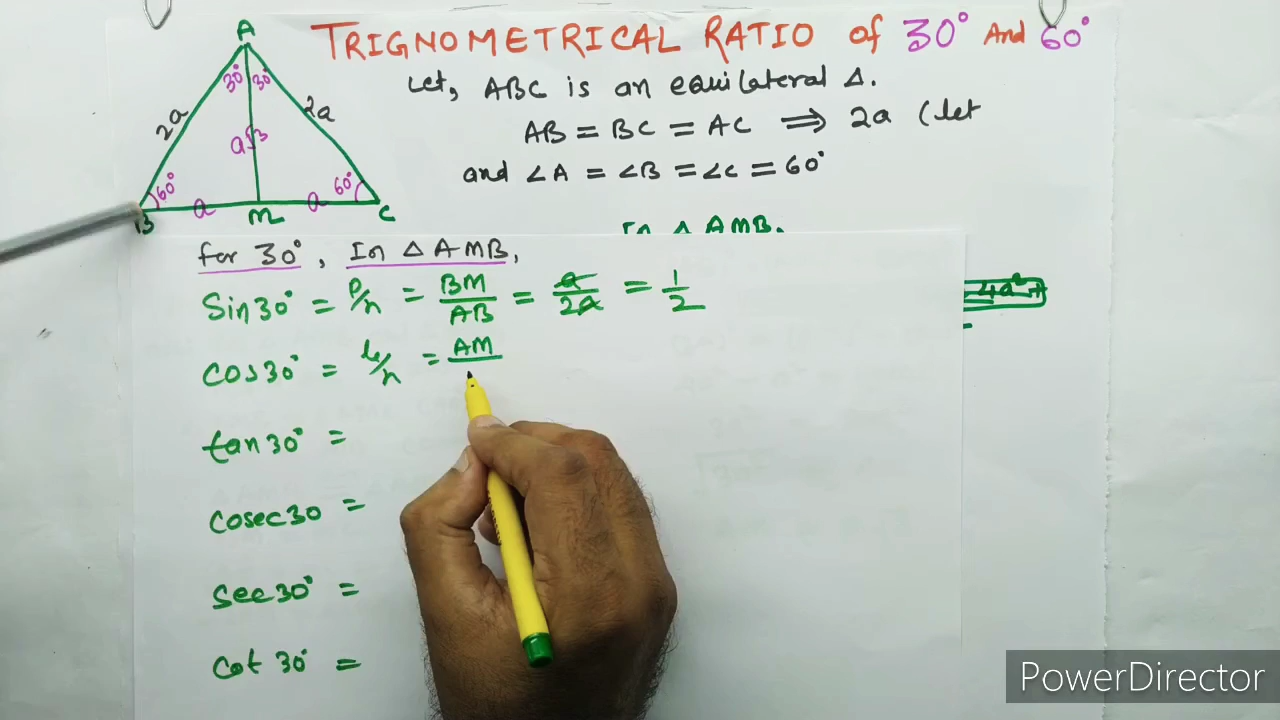 TRIGNOMETRICAL RATIO of 30° And 60°
Let, ABC is an equilateral Δ.
AB = BC = AC ⟹ 2a (let
and ∠A = ∠B = ∠C = 60°
In Δ AMB.
A
30° 30°
2a 2a
a√3
60° 60°
a a
B M C
for 30°, In Δ AMB,
Sin30° = P/h = BM/AB = a/2a = 1/2
4a²
cos30° = b/h = AM
tan30° =
cosec30 =
sec30° =
cot 30° =
PowerDirector